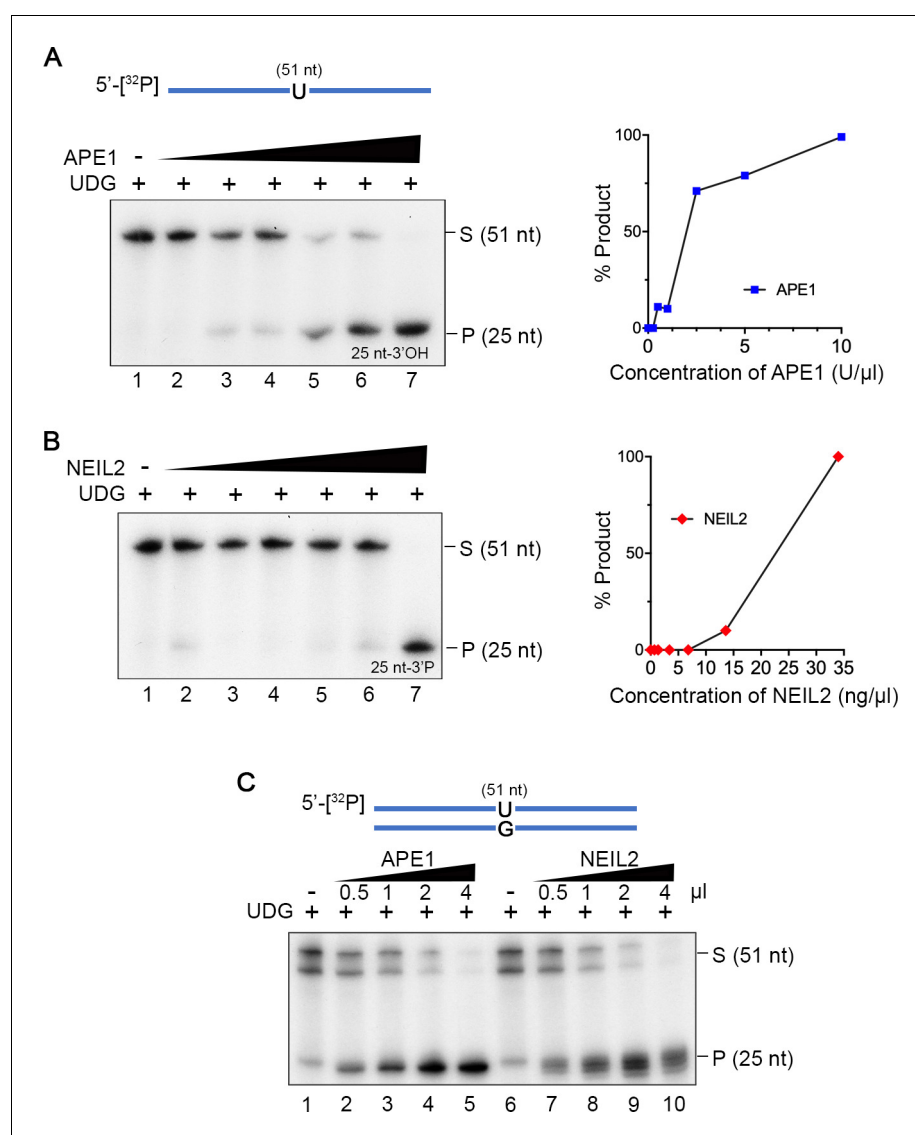 A
(51 nt)
5'-[³²P] U
APE1 -
UDG + + + + + + +
S (51 nt)
P (25 nt)
25 nt-3'OH
1 2 3 4 5 6 7
100
50
0
% Product
APE1
0 5 10
Concentration of APE1 (U/µl)
B
NEIL2 -
UDG + + + + + + +
S (51 nt)
P (25 nt)
25 nt-3'P
1 2 3 4 5 6 7
100
50
0
% Product
NEIL2
0 5 10 15 20 25 30 35
Concentration of NEIL2 (ng/µl)
C
(51 nt)
5'-[³²P] U
G
APE1 NEIL2
- 0.5 1 2 4 - 0.5 1 2 4 µl
UDG + + + + + + + + + +
S (51 nt)
P (25 nt)
1 2 3 4 5 6 7 8 9 10